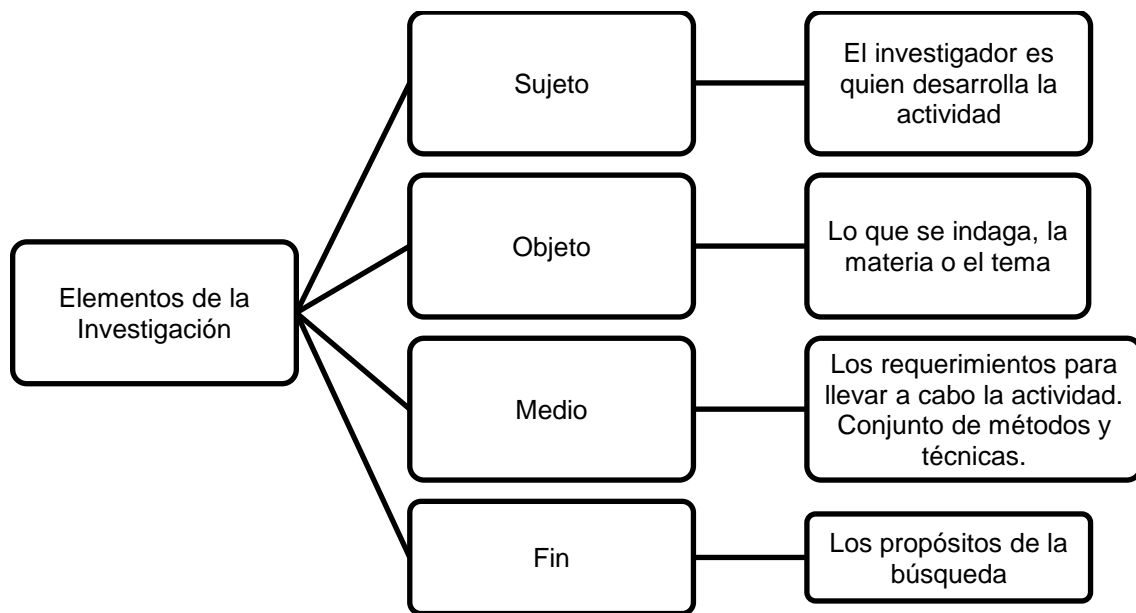 Elementos de la
Investigación
Sujeto
El investigador es
quien desarrolla la
actividad
Objeto
Lo que se indaga, la
materia o el tema
Medio
Los requerimientos para
llevar a cabo la actividad.
Conjunto de métodos y
técnicas.
Fin
Los propósitos de la
búsqueda